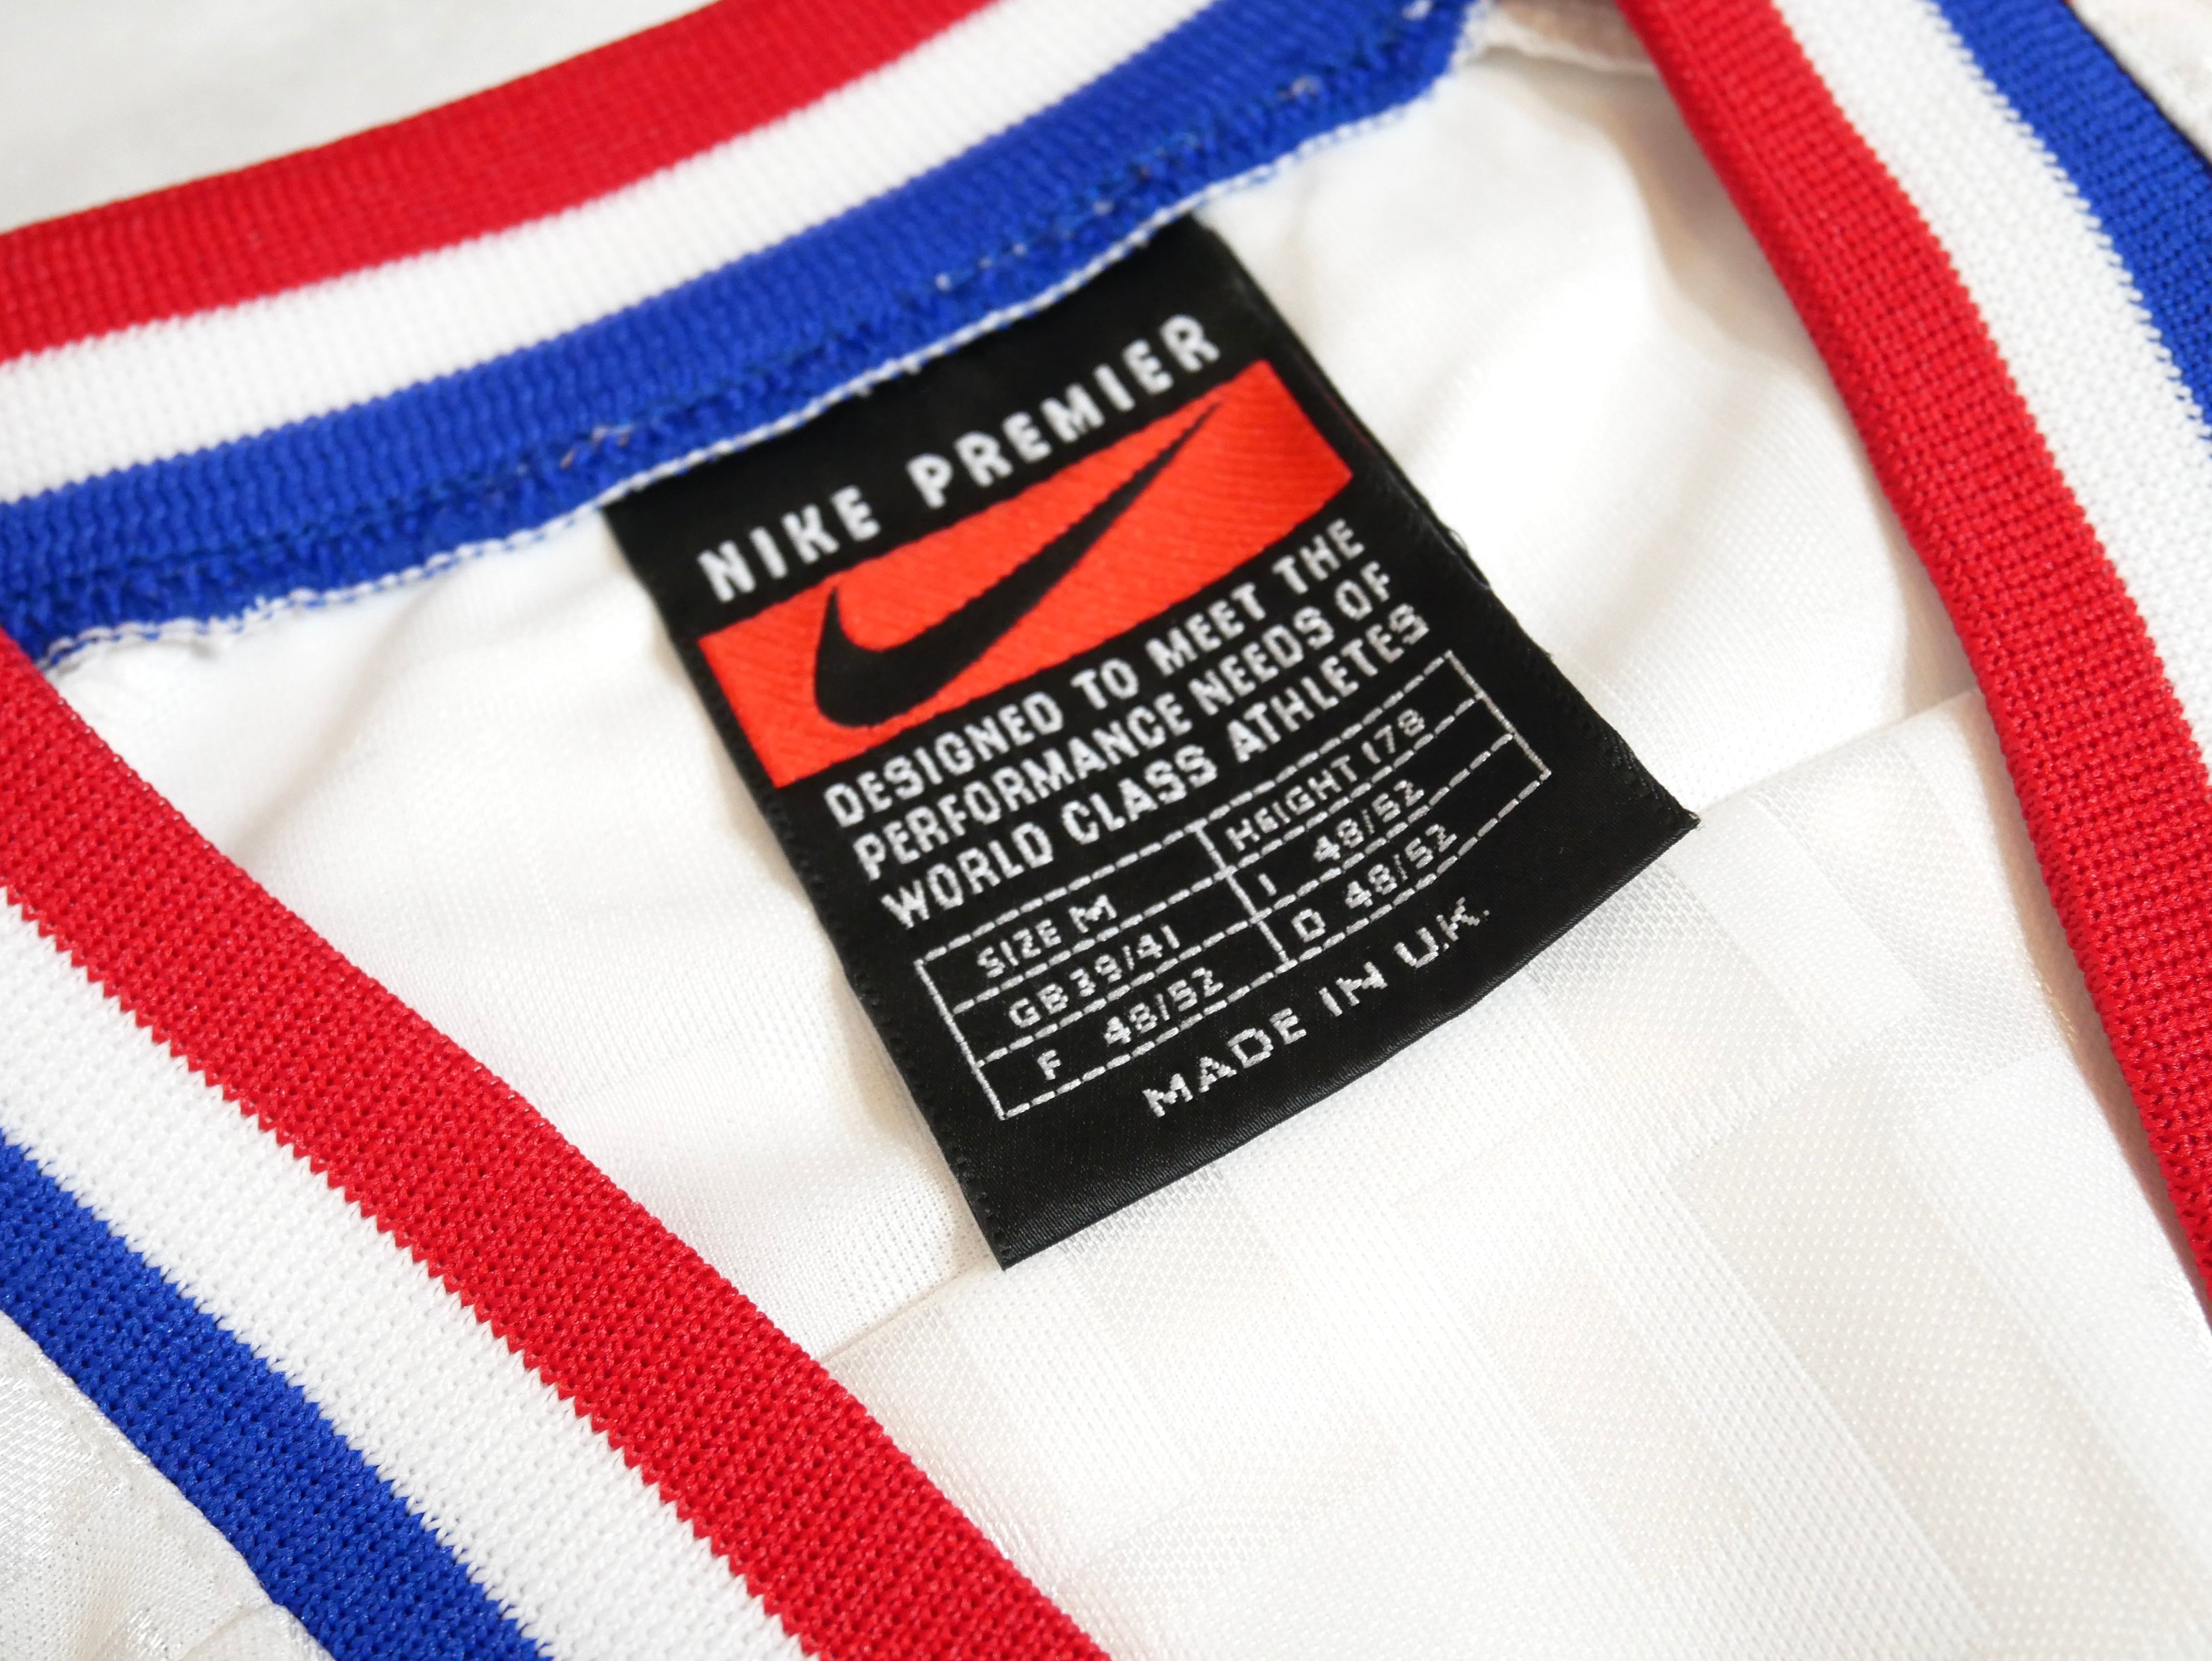 NIKE PREMIER
DESIGNED TO MEET THE
PERFORMANCE NEEDS OF
WORLD CLASS ATHLETES
SIZE M HEIGHT 178
GB 39/41 I 48/52
F 48/52 D 48/52
MADE IN U.K.